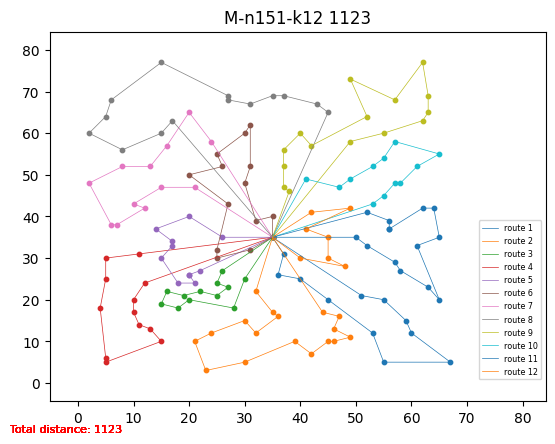 M-n151-k12 1123
80
70
60
50
40
30
20
10
0
route 1
route 2
route 3
route 4
route 5
route 6
route 7
route 8
route 9
route 10
route 11
route 12
0 10 20 30 40 50 60 70 80
Total distance: 1123